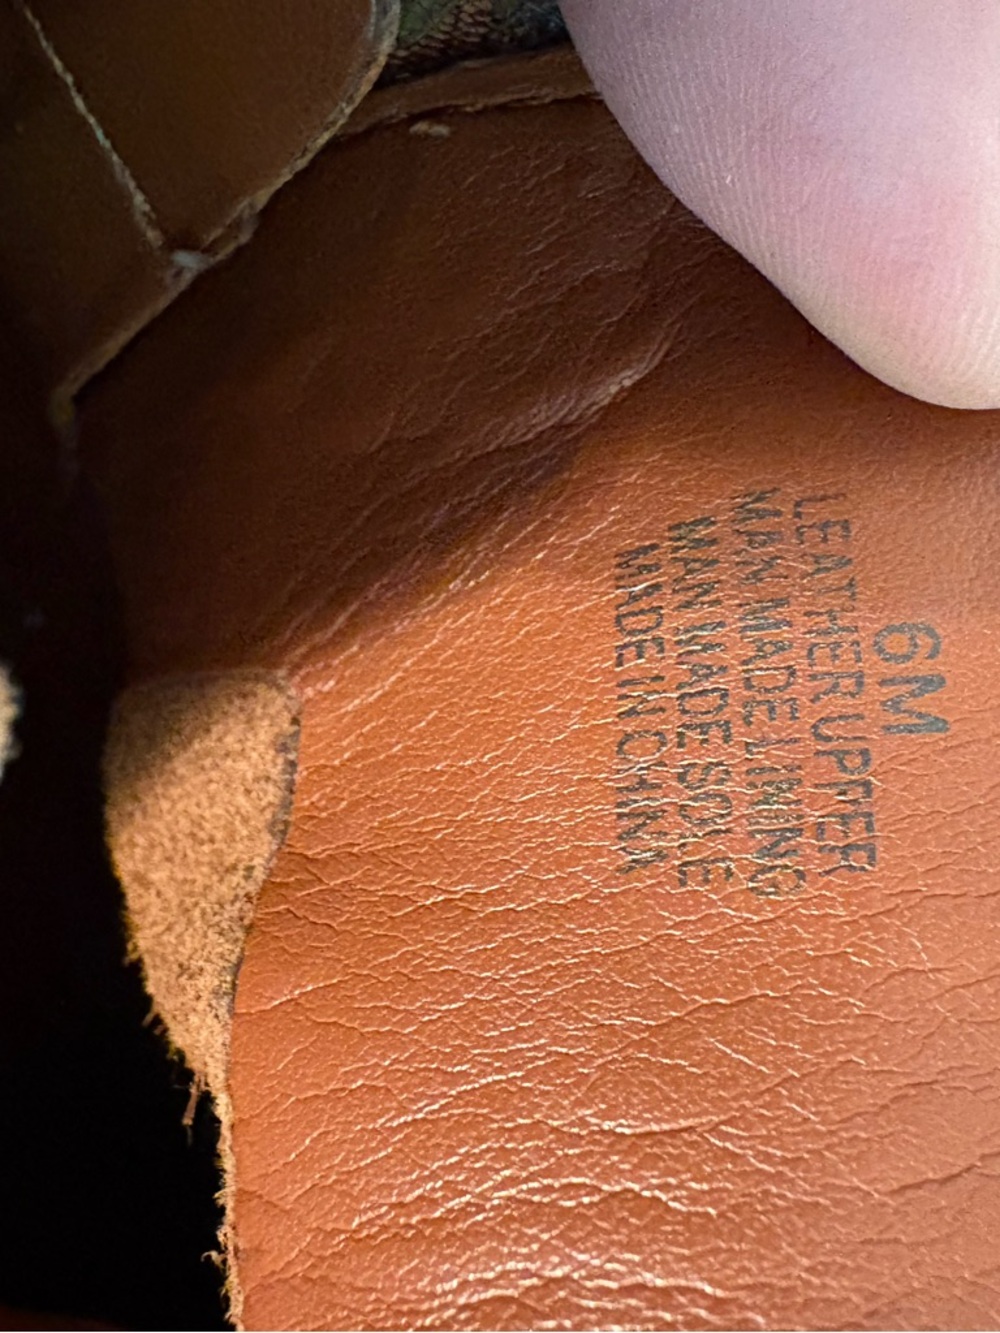 6M
LEATHER UPPER
MAN MADE LINING
MAN MADE SOLE
MADE IN CHINA